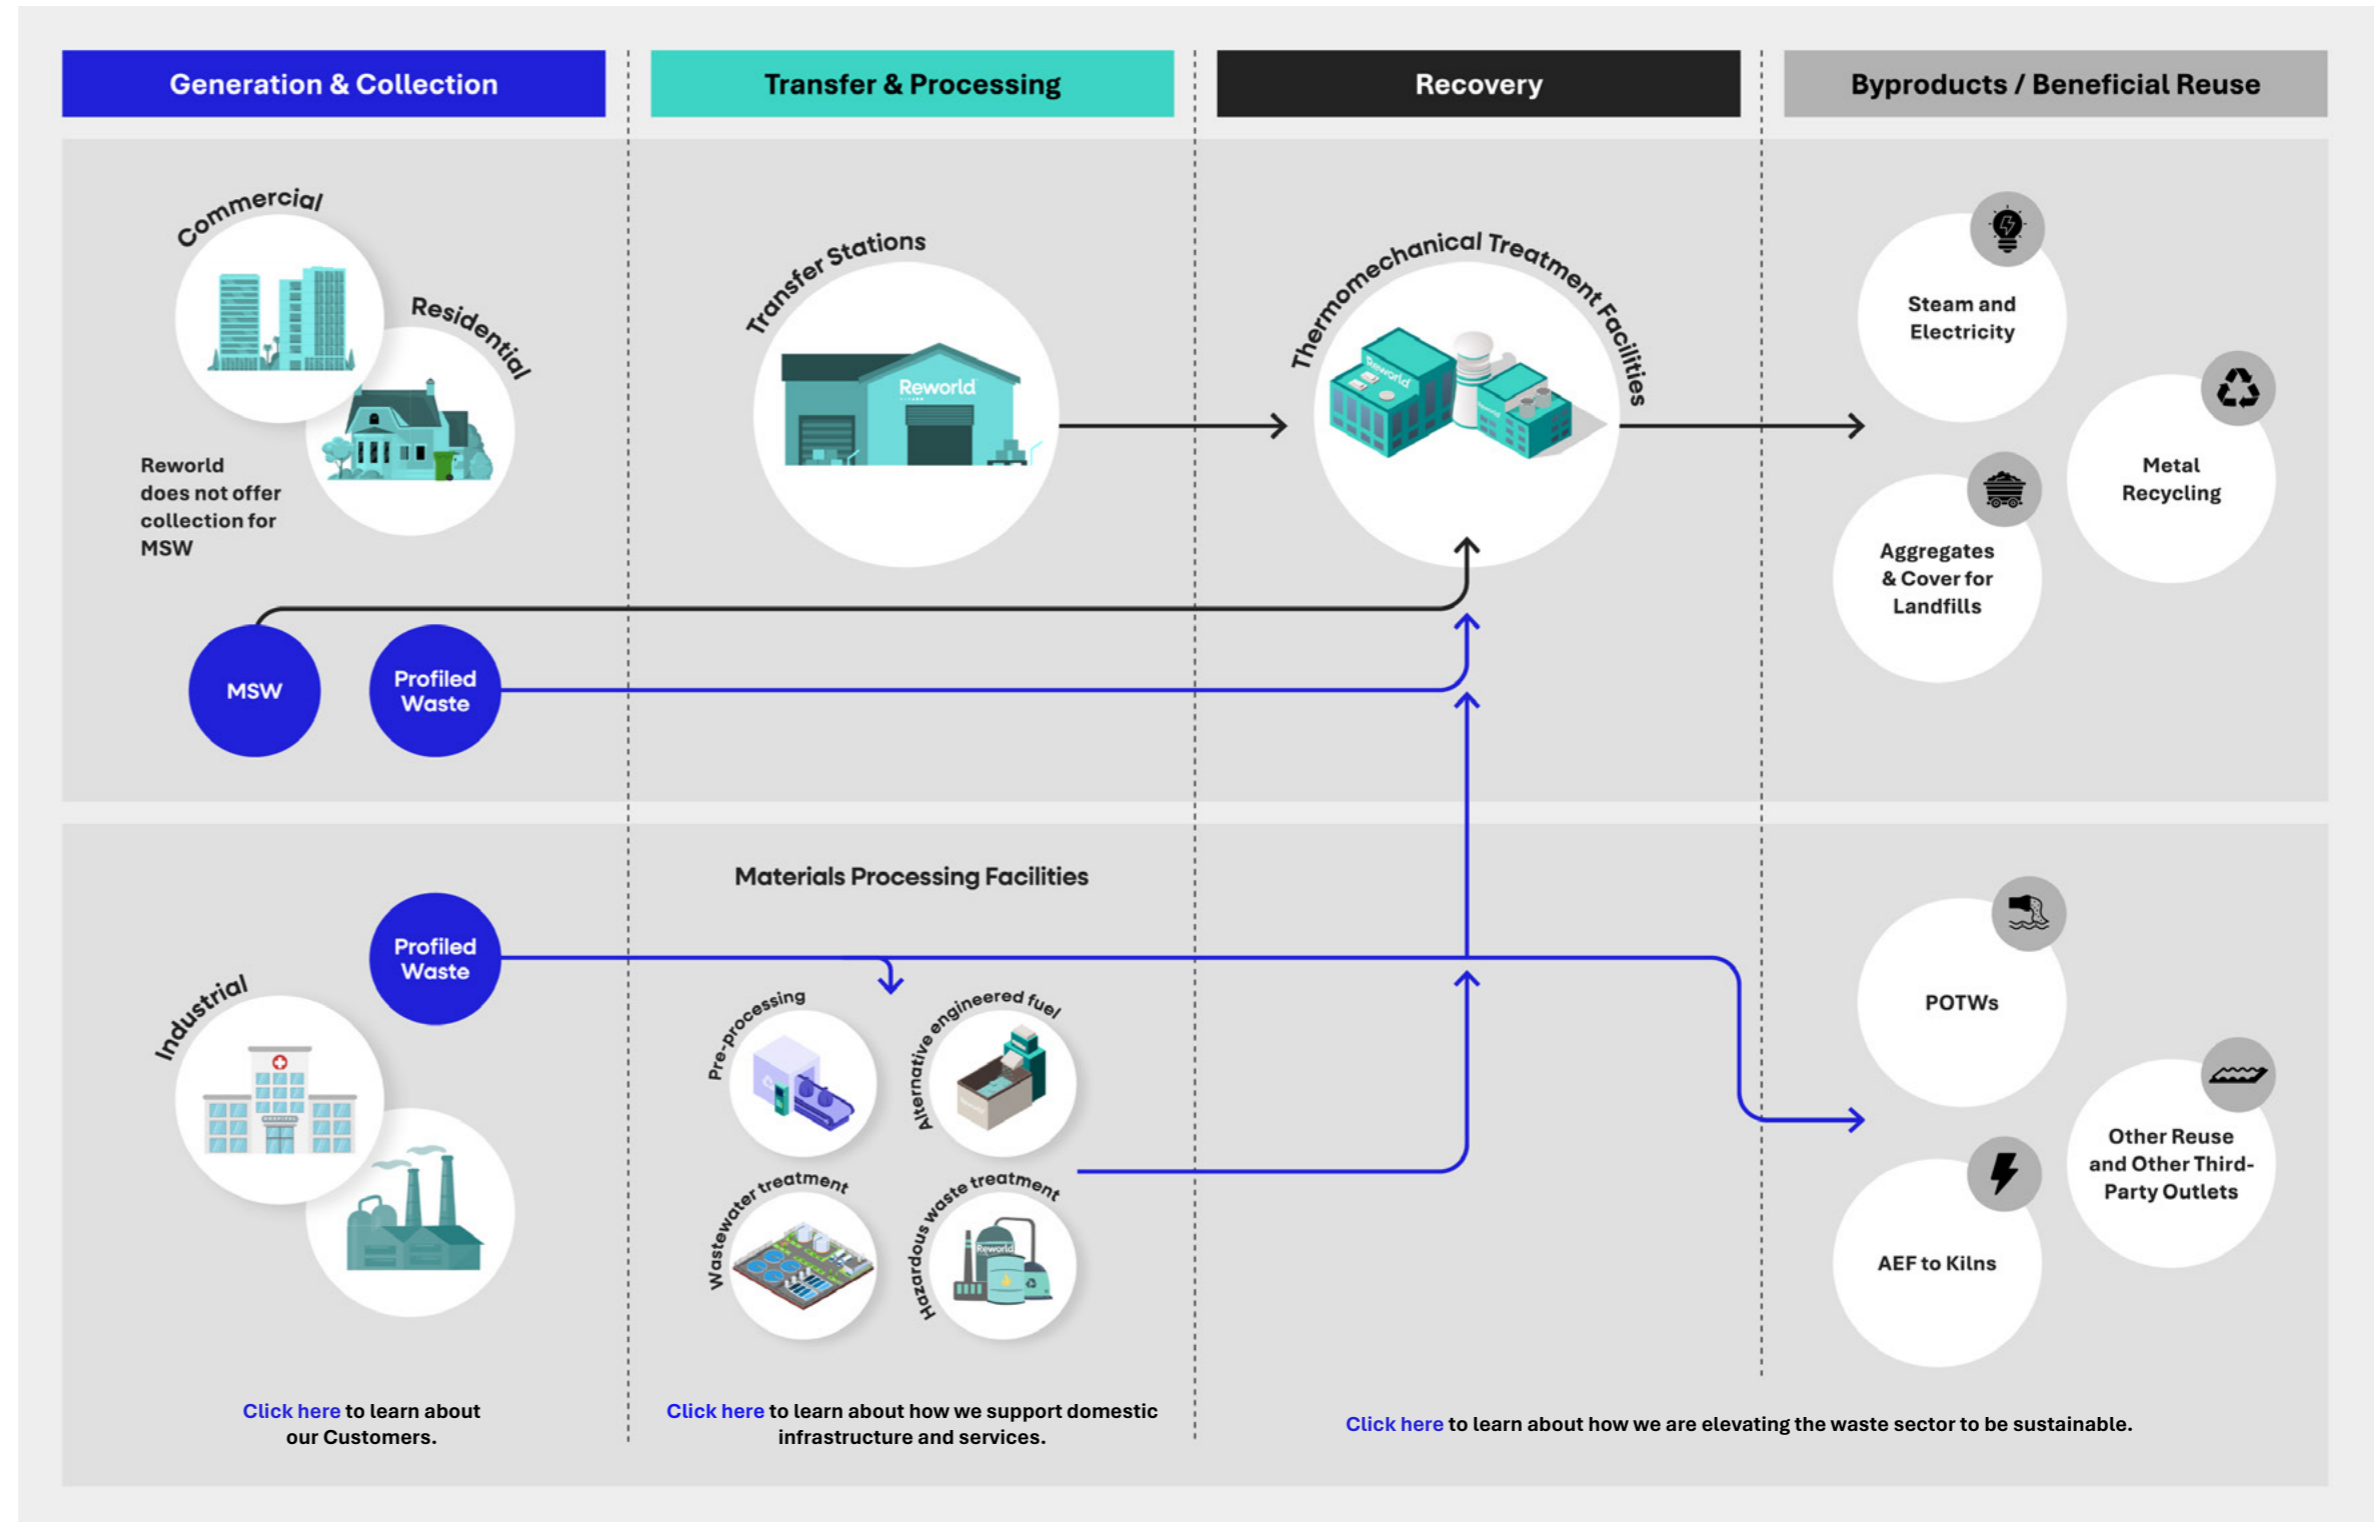 Generation & Collection
Transfer & Processing
Recovery
Byproducts / Beneficial Reuse
Commercial
Residential
Reworld
does not offer
collection for
MSW
MSW
Profiled
Waste
Transfer Stations
Reworld
Thermomechanical Treatment Facilities
Reworld
Reworld
Steam and
Electricity
Metal
Recycling
Aggregates
& Cover for
Landfills
Industrial
Profiled
Waste
Materials Processing Facilities
Pre-processing
Alternative engineered fuel
Reworld
Wastewater treatment
Hazardous waste treatment
Reworld
POTWs
Other Reuse
and Other Third-
Party Outlets
AEF to Kilns
Click here to learn about
our Customers.
Click here to learn about how we support domestic
infrastructure and services.
Click here to learn about how we are elevating the waste sector to be sustainable.